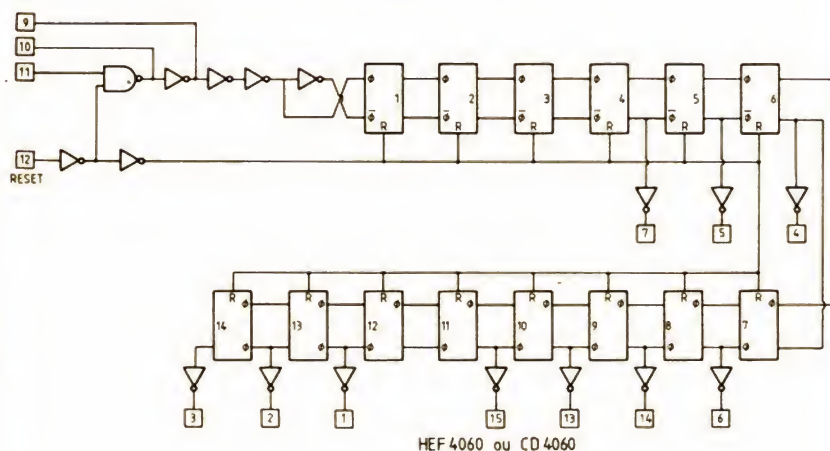 9
10
11
12
RESET
ϕ ϕ ϕ ϕ ϕ ϕ
1 2 3 4 5 6
ϕ̅ ϕ̅ ϕ̅ ϕ̅ ϕ̅ ϕ̅
R R R R R R
7 5 4
R R R R R R R R
ϕ ϕ ϕ ϕ ϕ ϕ ϕ ϕ
14 13 12 11 10 9 8 7
ϕ ϕ ϕ ϕ ϕ ϕ ϕ ϕ
3 2 1 15 13 14 6
HEF 4060 ou CD 4060